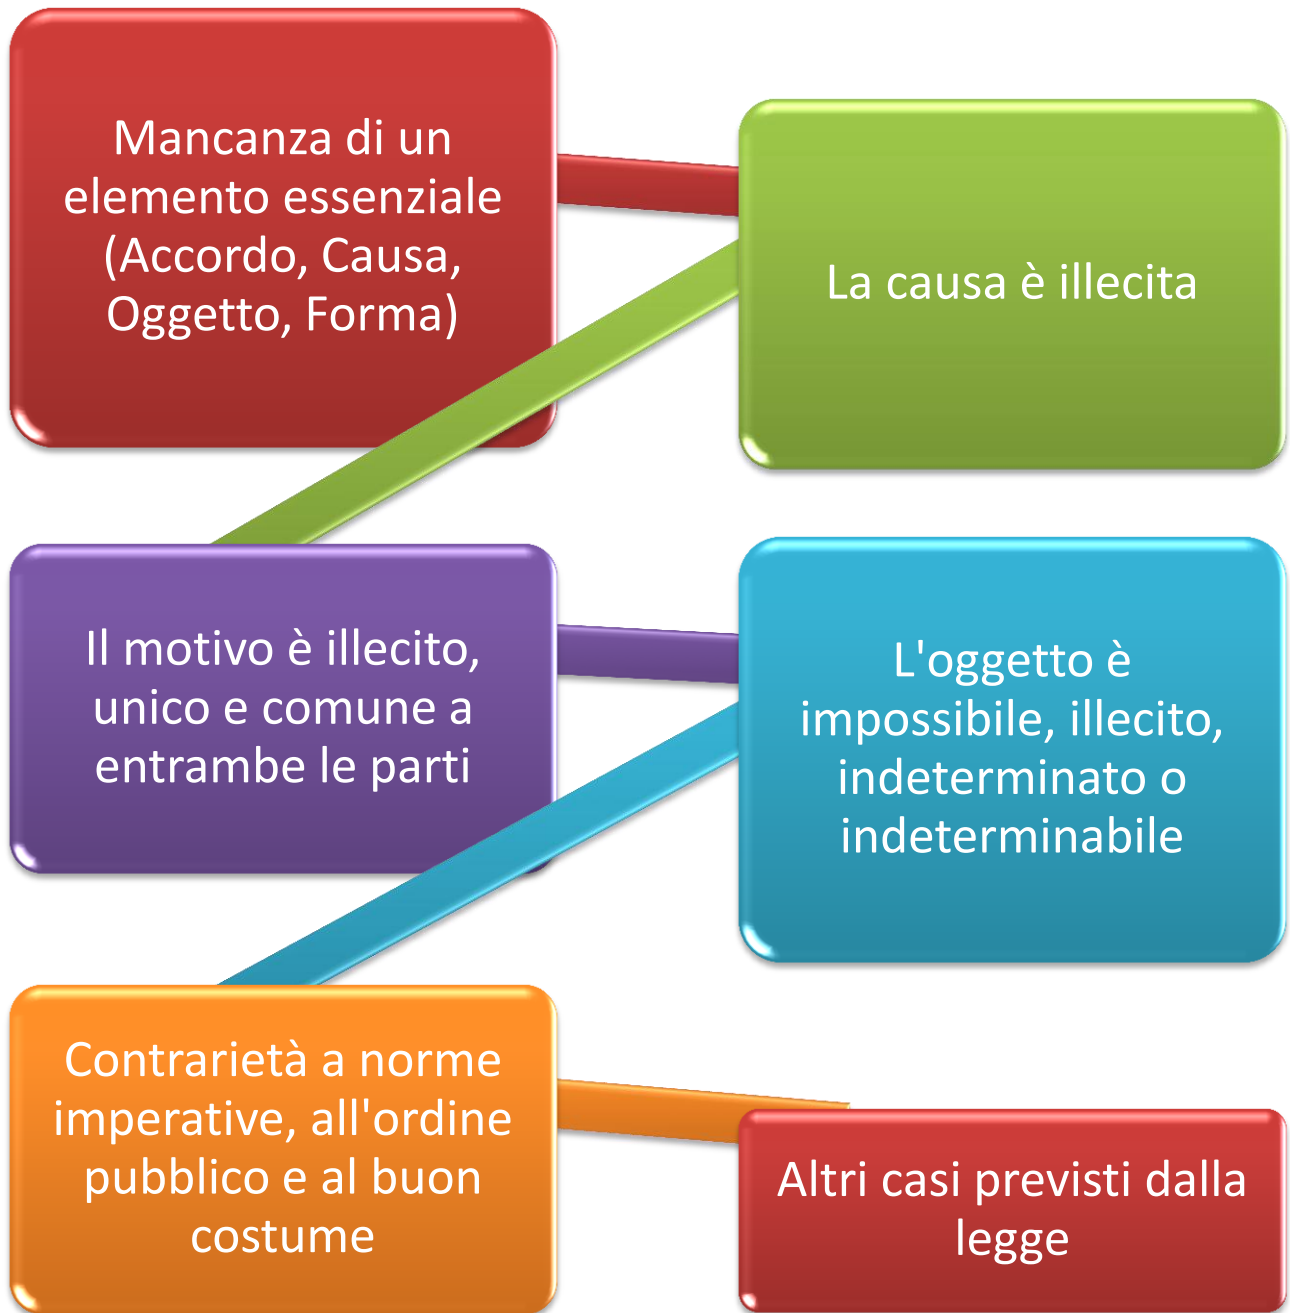 Mancanza di un
elemento essenziale
(Accordo, Causa,
Oggetto, Forma)
La causa è illecita
Il motivo è illecito,
unico e comune a
entrambe le parti
L'oggetto è
impossibile, illecito,
indeterminato o
indeterminabile
Contrarietà a norme
imperative, all'ordine
pubblico e al buon
costume
Altri casi previsti dalla
legge